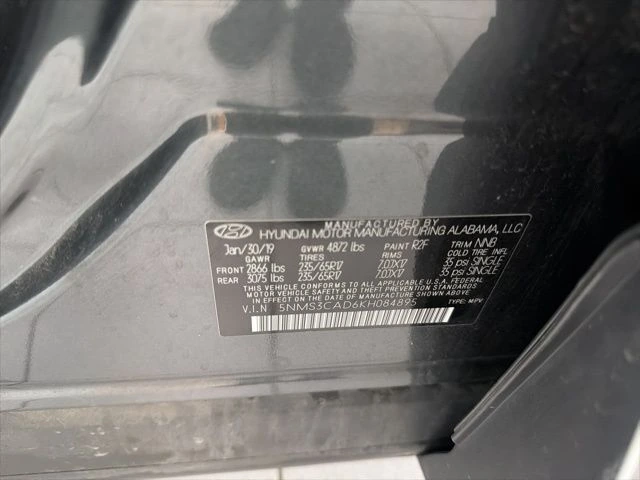 MANUFACTURED BY
HYUNDAI MOTOR MANUFACTURING ALABAMA, LLC
Jan/30/19 GVWR 4872 lbs PAINT R2F TRIM NNB
TIRES RIMS COLD TIRE INFL
FRONT 2866 lbs 235/65R17 7.0JX17 35 psi SINGLE
REAR 3075 lbs 235/65R17 7.0JX17 35 psi SINGLE
THIS VEHICLE CONFORMS TO ALL APPLICABLE U.S.A. FEDERAL
MOTOR VEHICLE SAFETY AND THEFT PREVENTION STANDARDS
IN EFFECT ON THE DATE OF MANUFACTURE SHOWN ABOVE.
V.I.N 5NMS3CAD6KH084895 TYPE: MPV